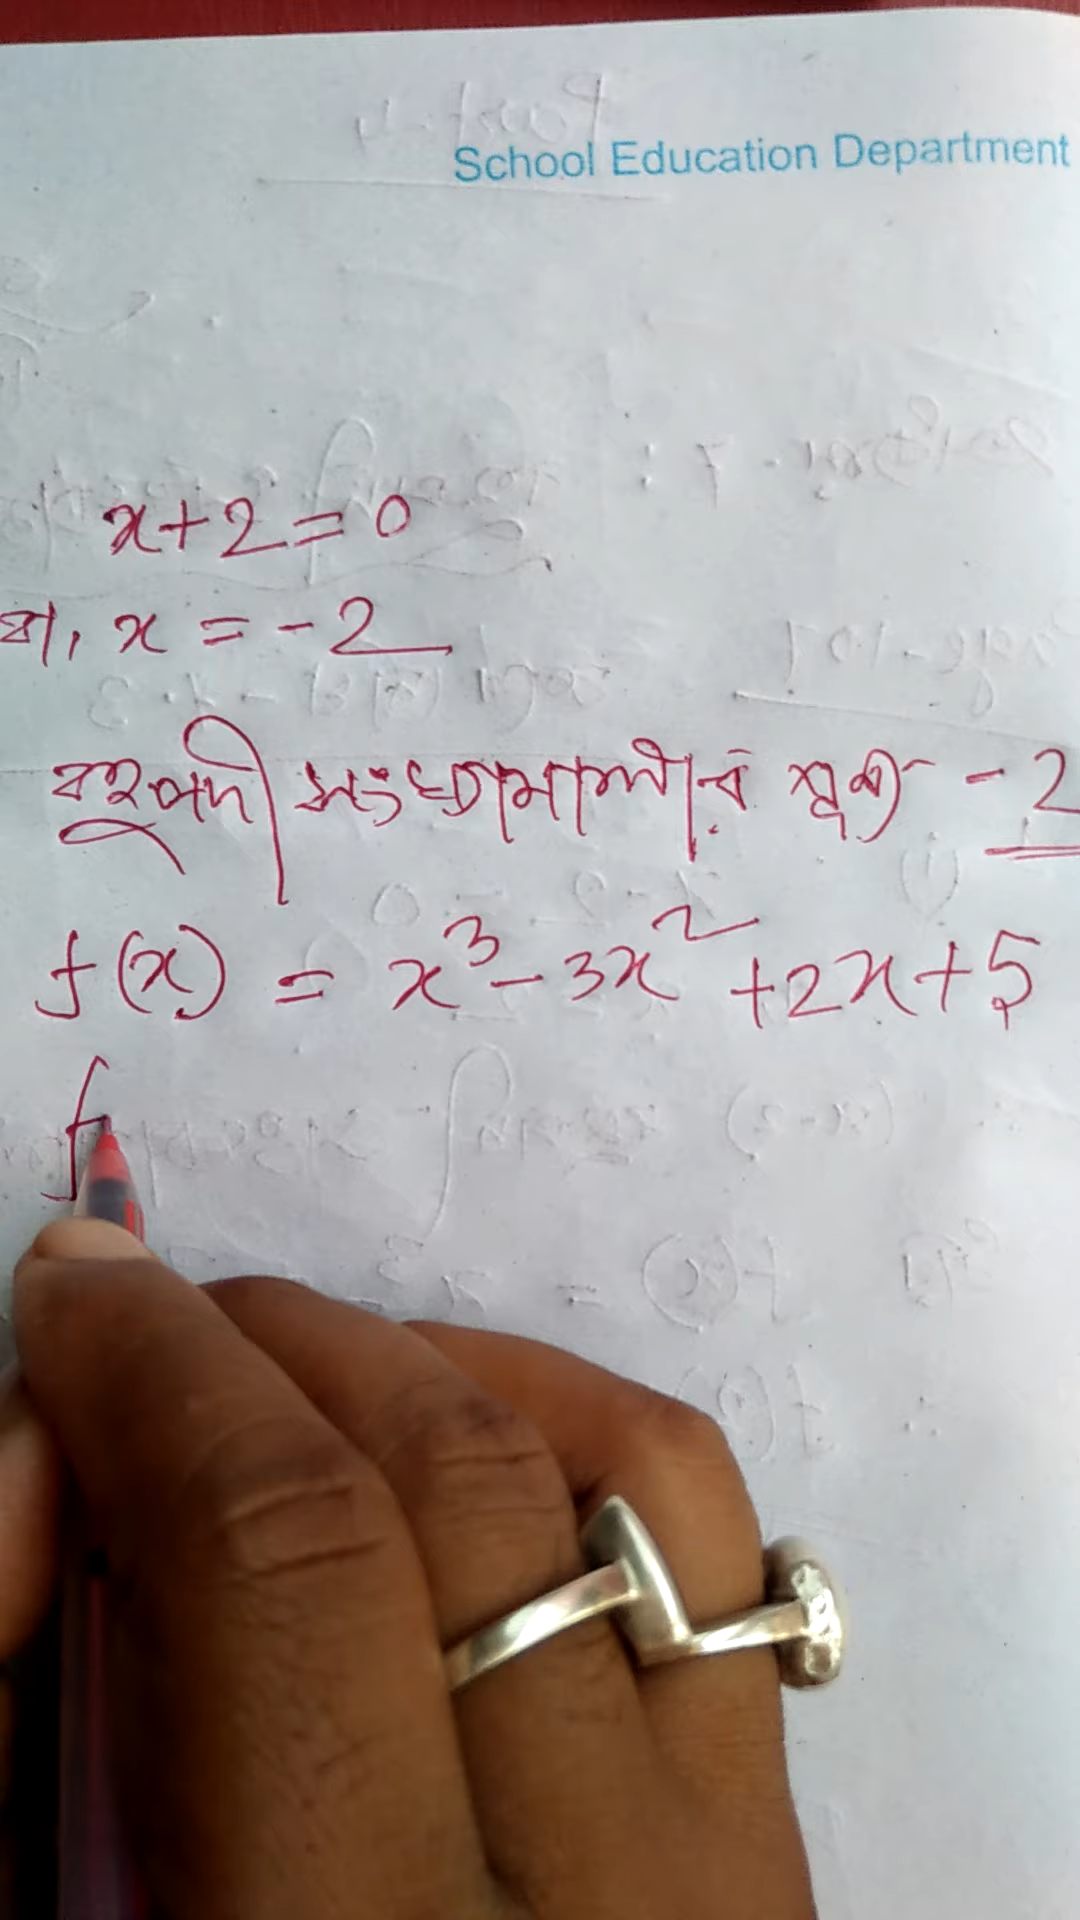 School Education Department
x+2=0
বা, x = -2
বহুপদী সংখ্যামালার শূন্য -2
f(x) = x³-3x²+2x+5
f